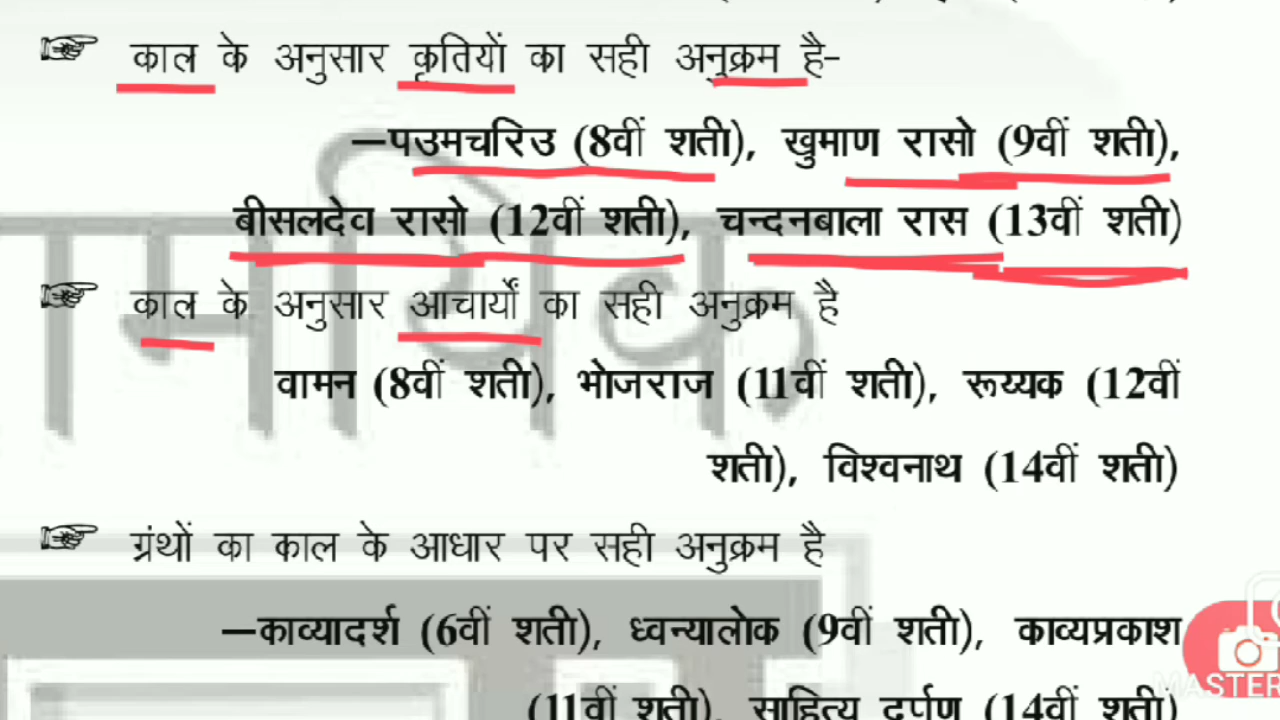 काल के अनुसार कृतियों का सही अनुक्रम है-
—पउमचरिउ (8वीं शती), खुमाण रासो (9वीं शती),
बीसलदेव रासो (12वीं शती), चन्दनबाला रास (13वीं शती)
काल के अनुसार आचार्यों का सही अनुक्रम है
वामन (8वीं शती), भोजराज (11वीं शती), रूय्यक (12वीं
शती), विश्वनाथ (14वीं शती)
ग्रंथों का काल के आधार पर सही अनुक्रम है
—काव्यादर्श (6वीं शती), ध्वन्यालोक (9वीं शती), काव्यप्रकाश
(11वीं शती), साहित्य दर्पण (14वीं शती)
MASTER